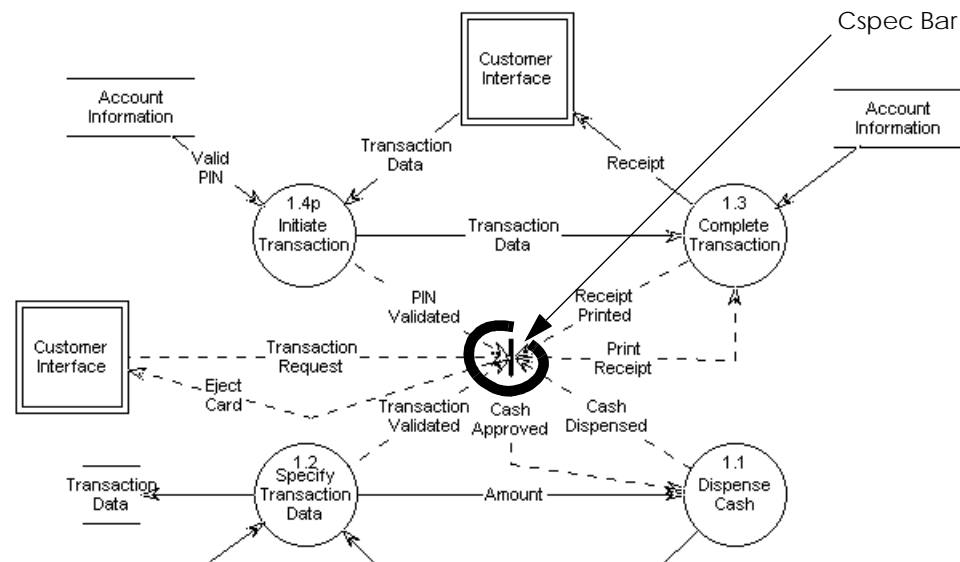 Cspec Bar
Customer
Interface
Account
Information
Account
Information
Transaction
Data
Receipt
Valid
PIN
1.4p
Initiate
Transaction
Transaction
Data
1.3
Complete
Transaction
PIN
Validated
Receipt
Printed
Customer
Interface
Transaction
Request
Print
Receipt
Eject
Card
Transaction
Validated
Cash
Approved
Cash
Dispensed
Transaction
Data
1.2
Specify
Transaction
Data
Amount
1.1
Dispense
Cash